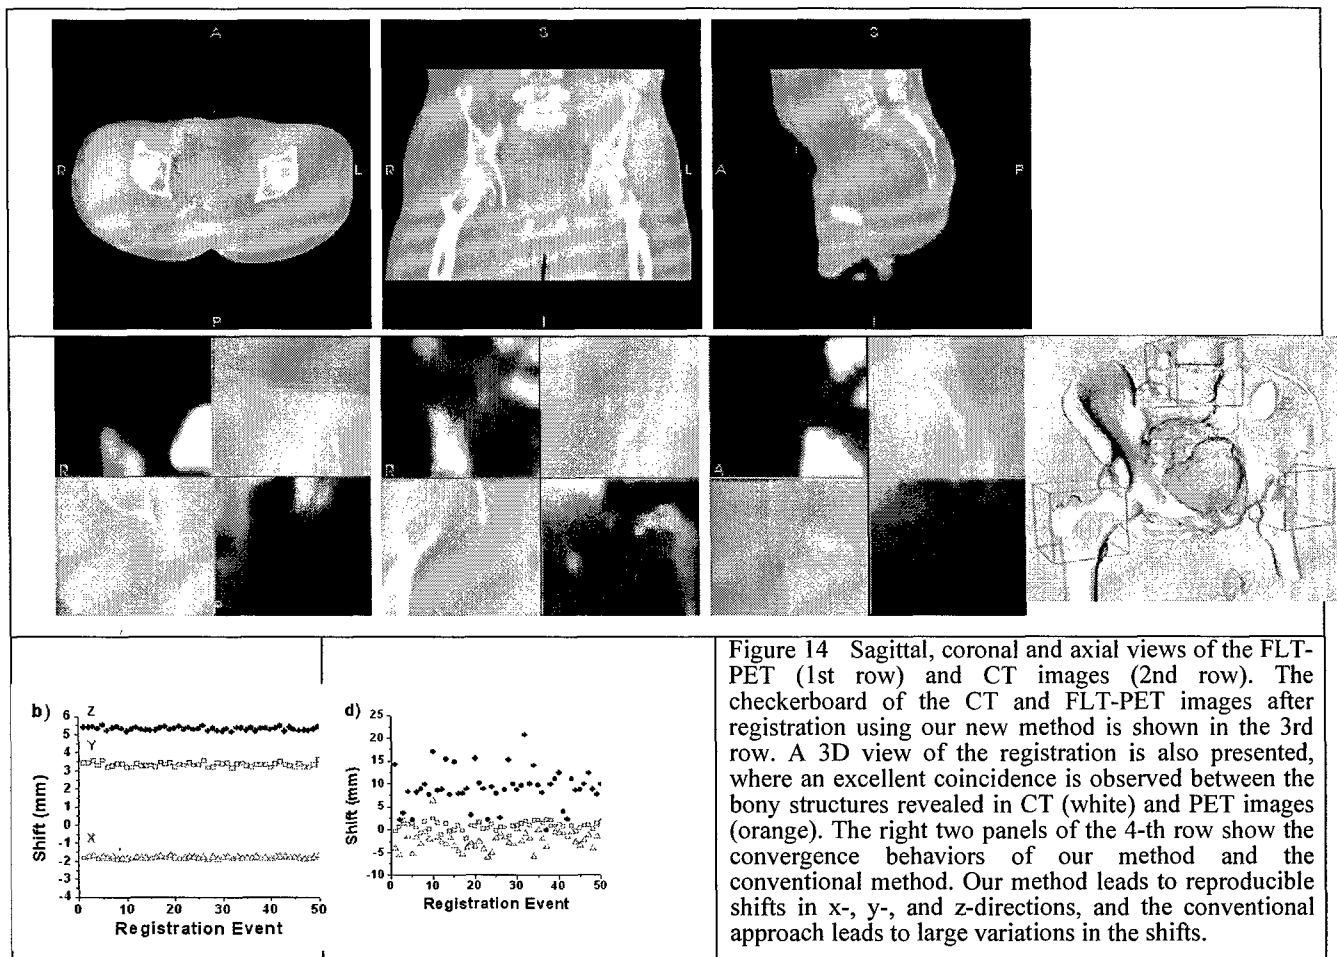 A
S
S
R
L
R
L
A
P
P
I
I
R
R
A
b)
6
5
4
3
2
1
0
-1
-2
-3
-4
Z
Y
X
Shift (mm)
0 10 20 30 40 50
Registration Event
d)
25
20
15
10
5
0
-5
-10
Shift (mm)
0 10 20 30 40 50
Registration Event
Figure 14 Sagittal, coronal and axial views of the FLT-
PET (1st row) and CT images (2nd row). The
checkerboard of the CT and FLT-PET images after
registration using our new method is shown in the 3rd
row. A 3D view of the registration is also presented,
where an excellent coincidence is observed between the
bony structures revealed in CT (white) and PET images
(orange). The right two panels of the 4-th row show the
convergence behaviors of our method and the
conventional method. Our method leads to reproducible
shifts in x-, y-, and z-directions, and the conventional
approach leads to large variations in the shifts.